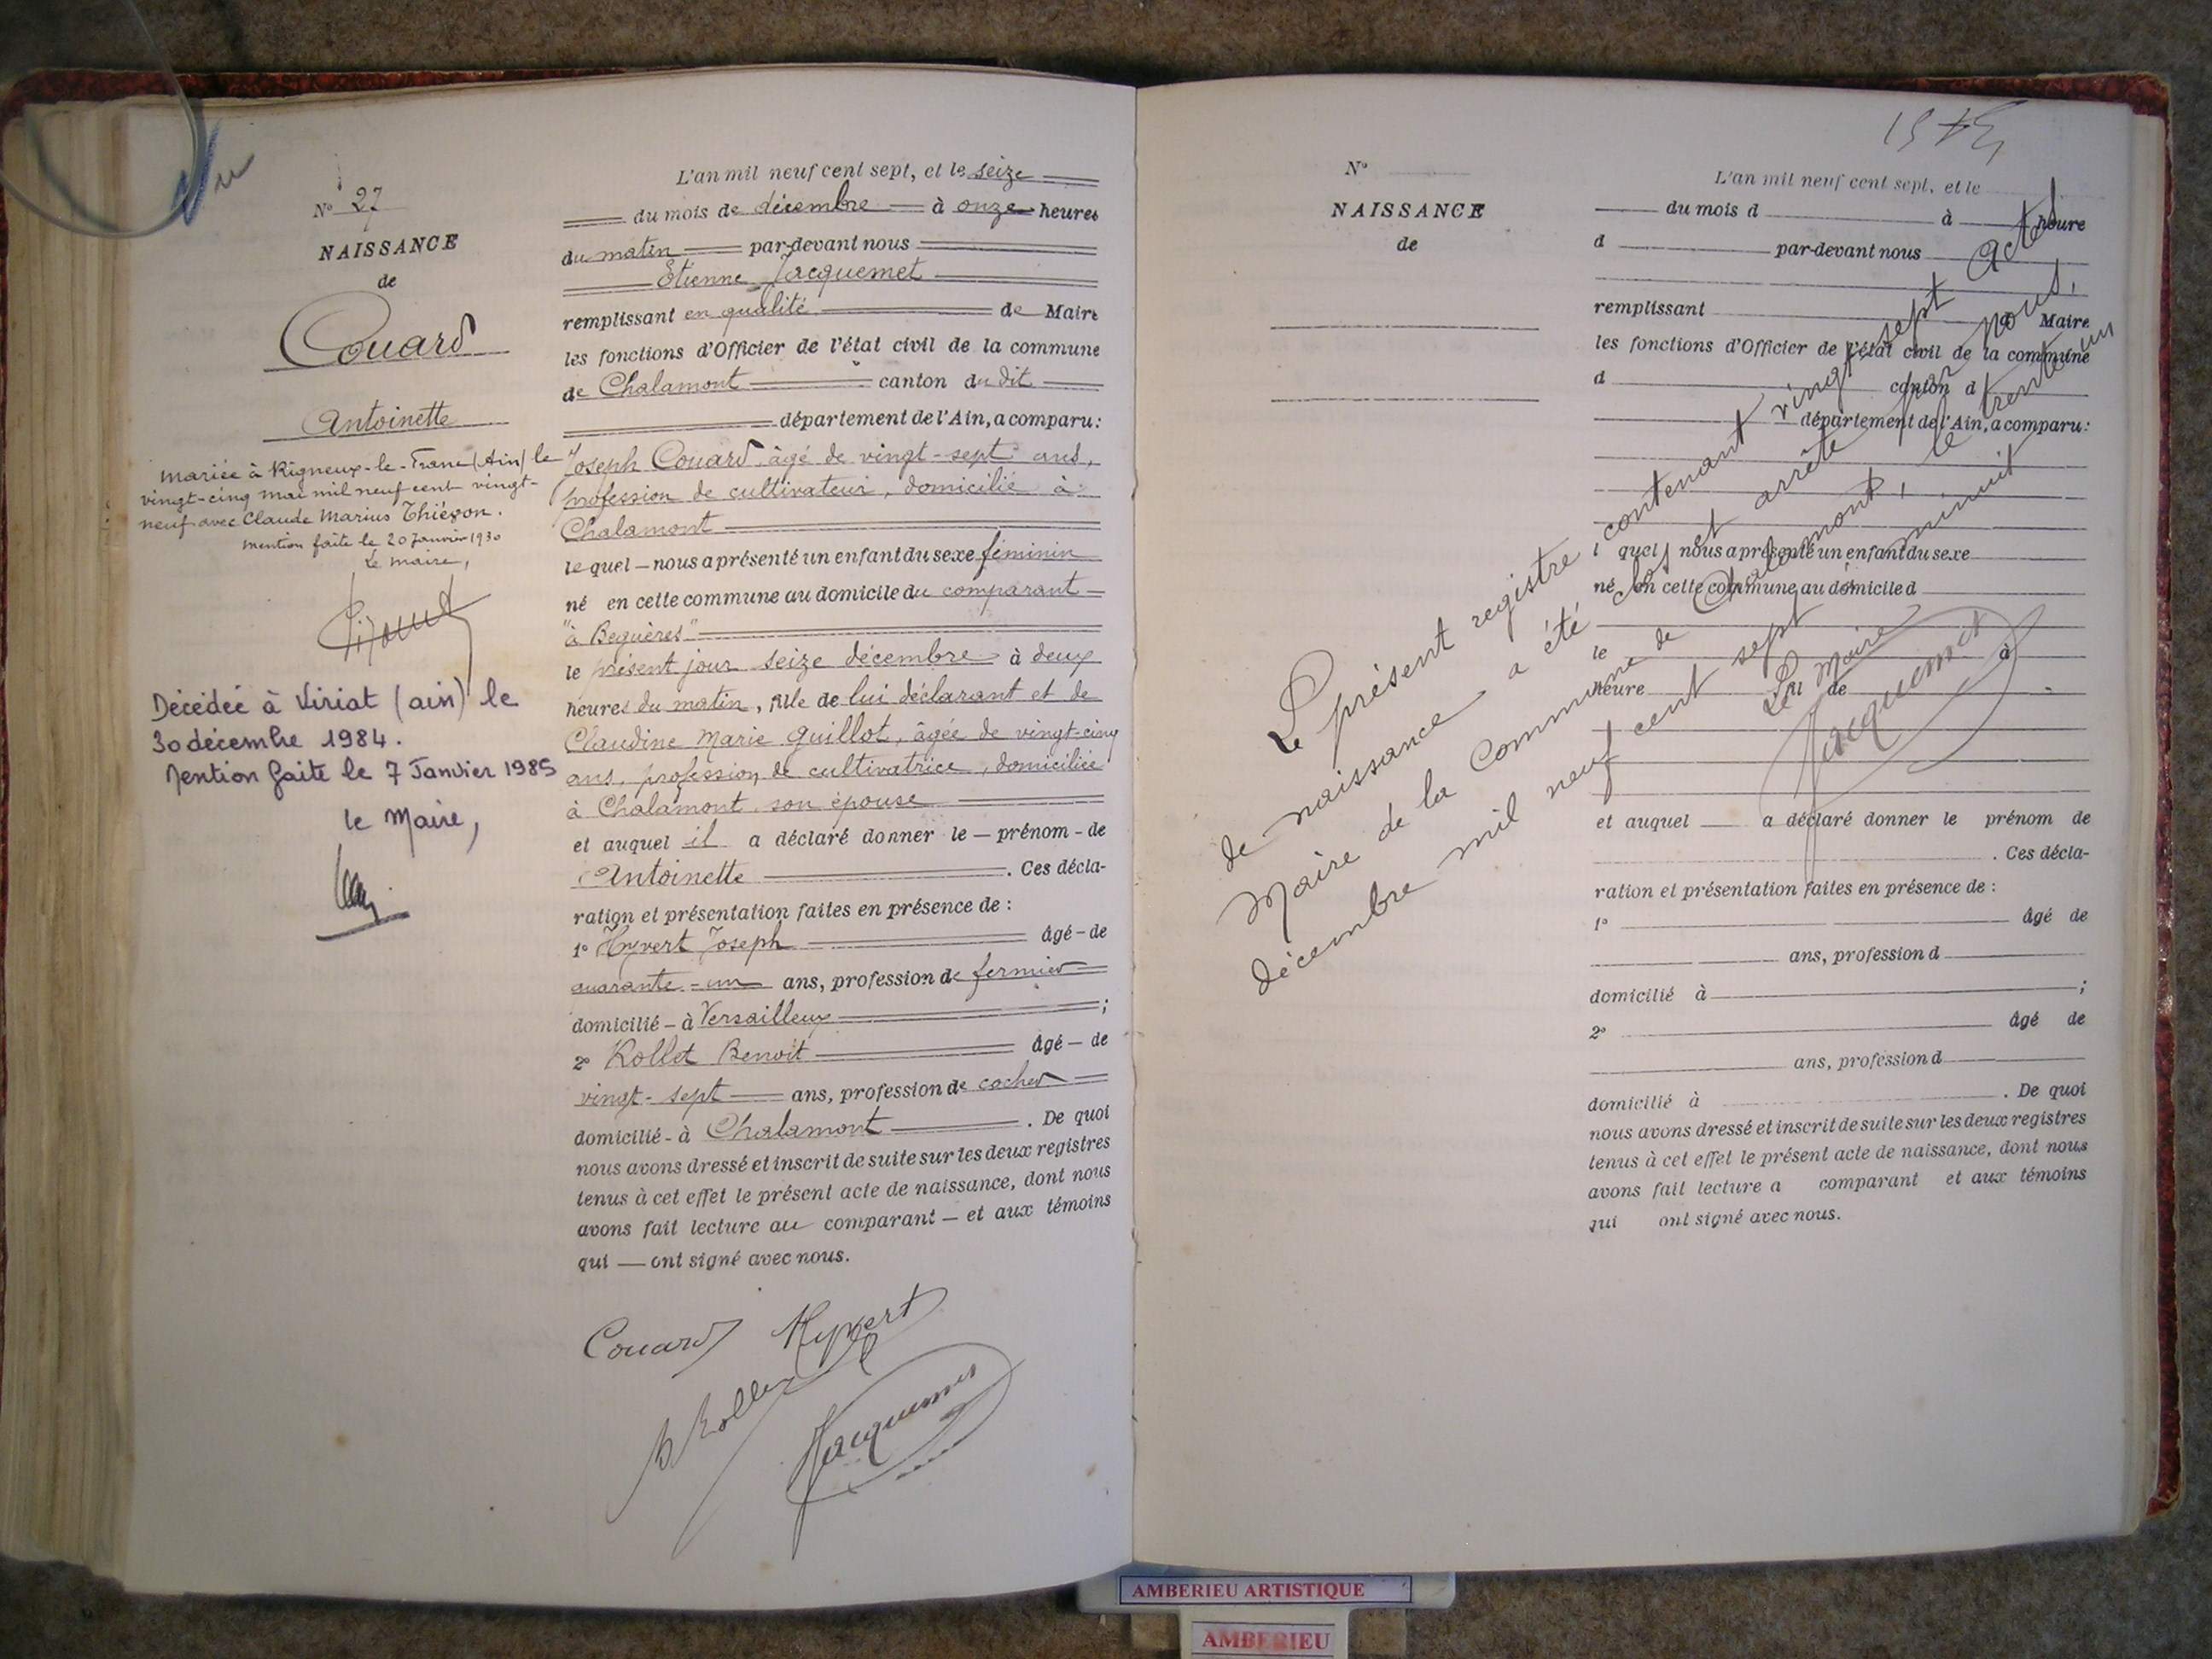 Vu
N° 27
NAISSANCE
de
Couard
Antoinette
mariée à Rigneux-le-Franc (Ain) le
vingt-cinq mai mil neuf cent vingt-
neuf avec Claude Marius Thiévon.
mention faite le 20 janvier 1930
Le maire,
Décédée à Viriat (ain) le
30 décembre 1984.
Mention faite le 7 Janvier 1985
le Maire,
L'an mil neuf cent sept, et le seize
du mois de décembre à onze heures
du matin par-devant nous
Etienne Jacquemet
remplissant en qualité de Maire
les fonctions d'Officier de l'état civil de la commune
de Chalamont canton du dit
département de l'Ain, a comparu:
Joseph Couard âgé de vingt-sept ans,
profession de cultivateur, domicilié à
Chalamont
le quel — nous a présenté un enfant du sexe féminin
né en cette commune au domicile du comparant
"à Bequères"
le présent jour seize décembre à deux
heures du matin, fille de lui déclarant et de
Claudine Marie Guillot, âgée de vingt-cinq
ans, profession de cultivatrice, domiciliée
à Chalamont son épouse
et auquel il a déclaré donner le — prénom - de
Antoinette. Ces décla-
ration et présentation faites en présence de :
1° Hyvert Joseph âgé - de
quarante-un ans, profession de fermier
domicilié - à Versailleux ;
2° Rollet Benoit âgé — de
vingt-sept ans, profession de cocher
domicilié - à Chalamont. De quoi
nous avons dressé et inscrit de suite sur les deux registres
tenus à cet effet le présent acte de naissance, dont nous
avons fait lecture au comparant — et aux témoins
qui — ont signé avec nous.
Couard Hyvert
B Rollet
Jacquemet
N°
NAISSANCE
de
L'an mil neuf cent sept, et le
du mois d à heure
d par-devant nous
remplissant d Maire
les fonctions d'Officier de l'état civil de la commune
d canton d
département de l'Ain, a comparu:
l quel nous a présenté un enfant du sexe
né en cette commune au domicile d
le à
heure fil de
et auquel — a déclaré donner le prénom de
. Ces décla-
ration et présentation faites en présence de :
1° âgé de
ans, profession d
domicilié à ;
2° âgé de
ans, profession d
domicilié à . De quoi
nous avons dressé et inscrit de suite sur les deux registres
tenus à cet effet le présent acte de naissance, dont nous
avons fait lecture a comparant et aux témoins
qui ont signé avec nous.
Le présent registre contenant vingt sept actes
de naissance a été clos et arrêté par nous,
Maire de la Commune de Chalamont, le trente un
décembre mil neuf cent sept à minuit
Le Maire
Jacquemet
AMBERIEU ARTISTIQUE
AMBERIEU